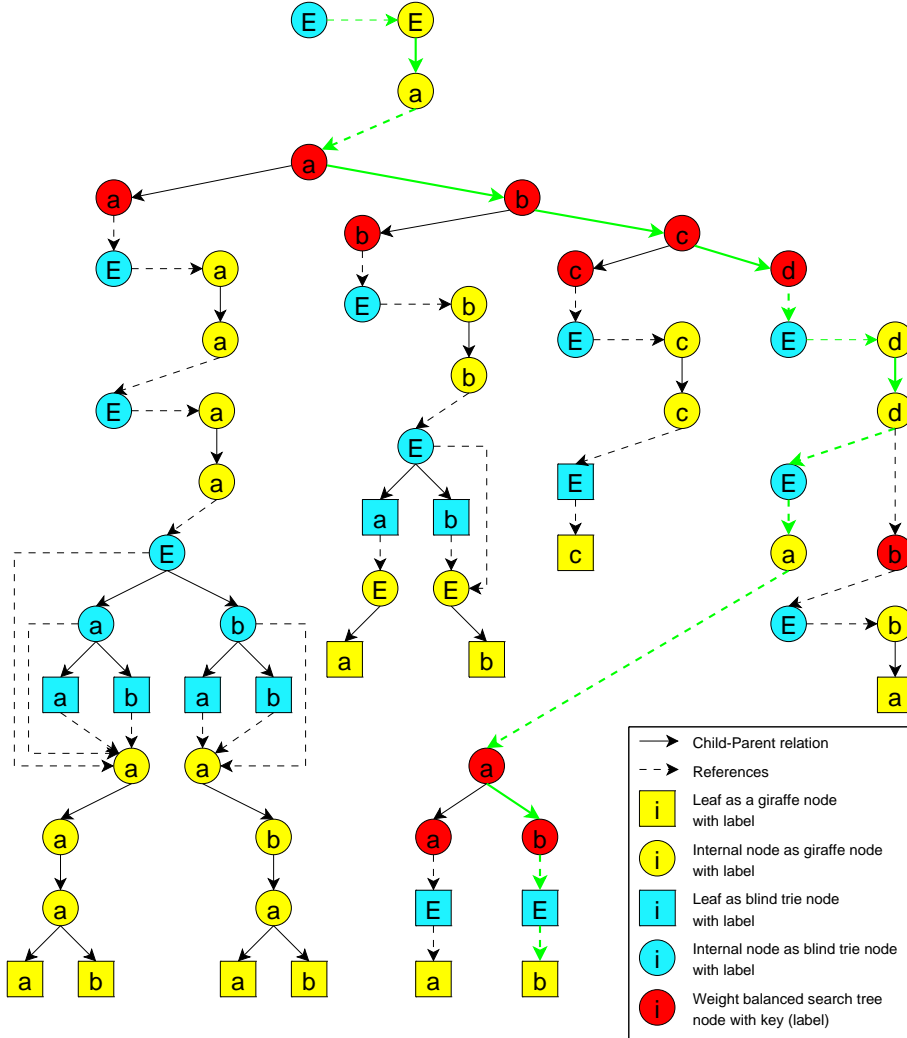 E E
a
a
a b
b c
E a c d
E b
a E c E d
b
E a c d
E
a E E
a b
E c a b
E E
a b E b
a b
a b a b a
Child-Parent relation
a a a
References
i Leaf as a giraffe node
with label
a b a b
i Internal node as giraffe node
with label
a a E E
i Leaf as blind trie node
with label
a b a b a b
i Internal node as blind trie node
with label
i Weight balanced search tree
node with key (label)